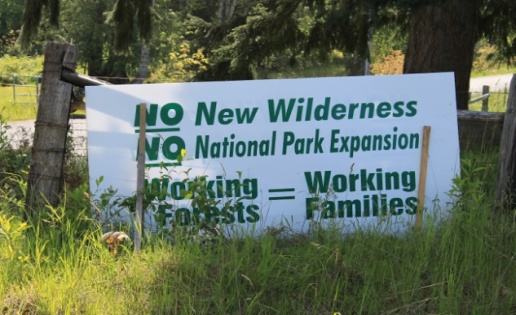 NO New Wilderness
NO National Park Expansion
Working Forests = Working Families